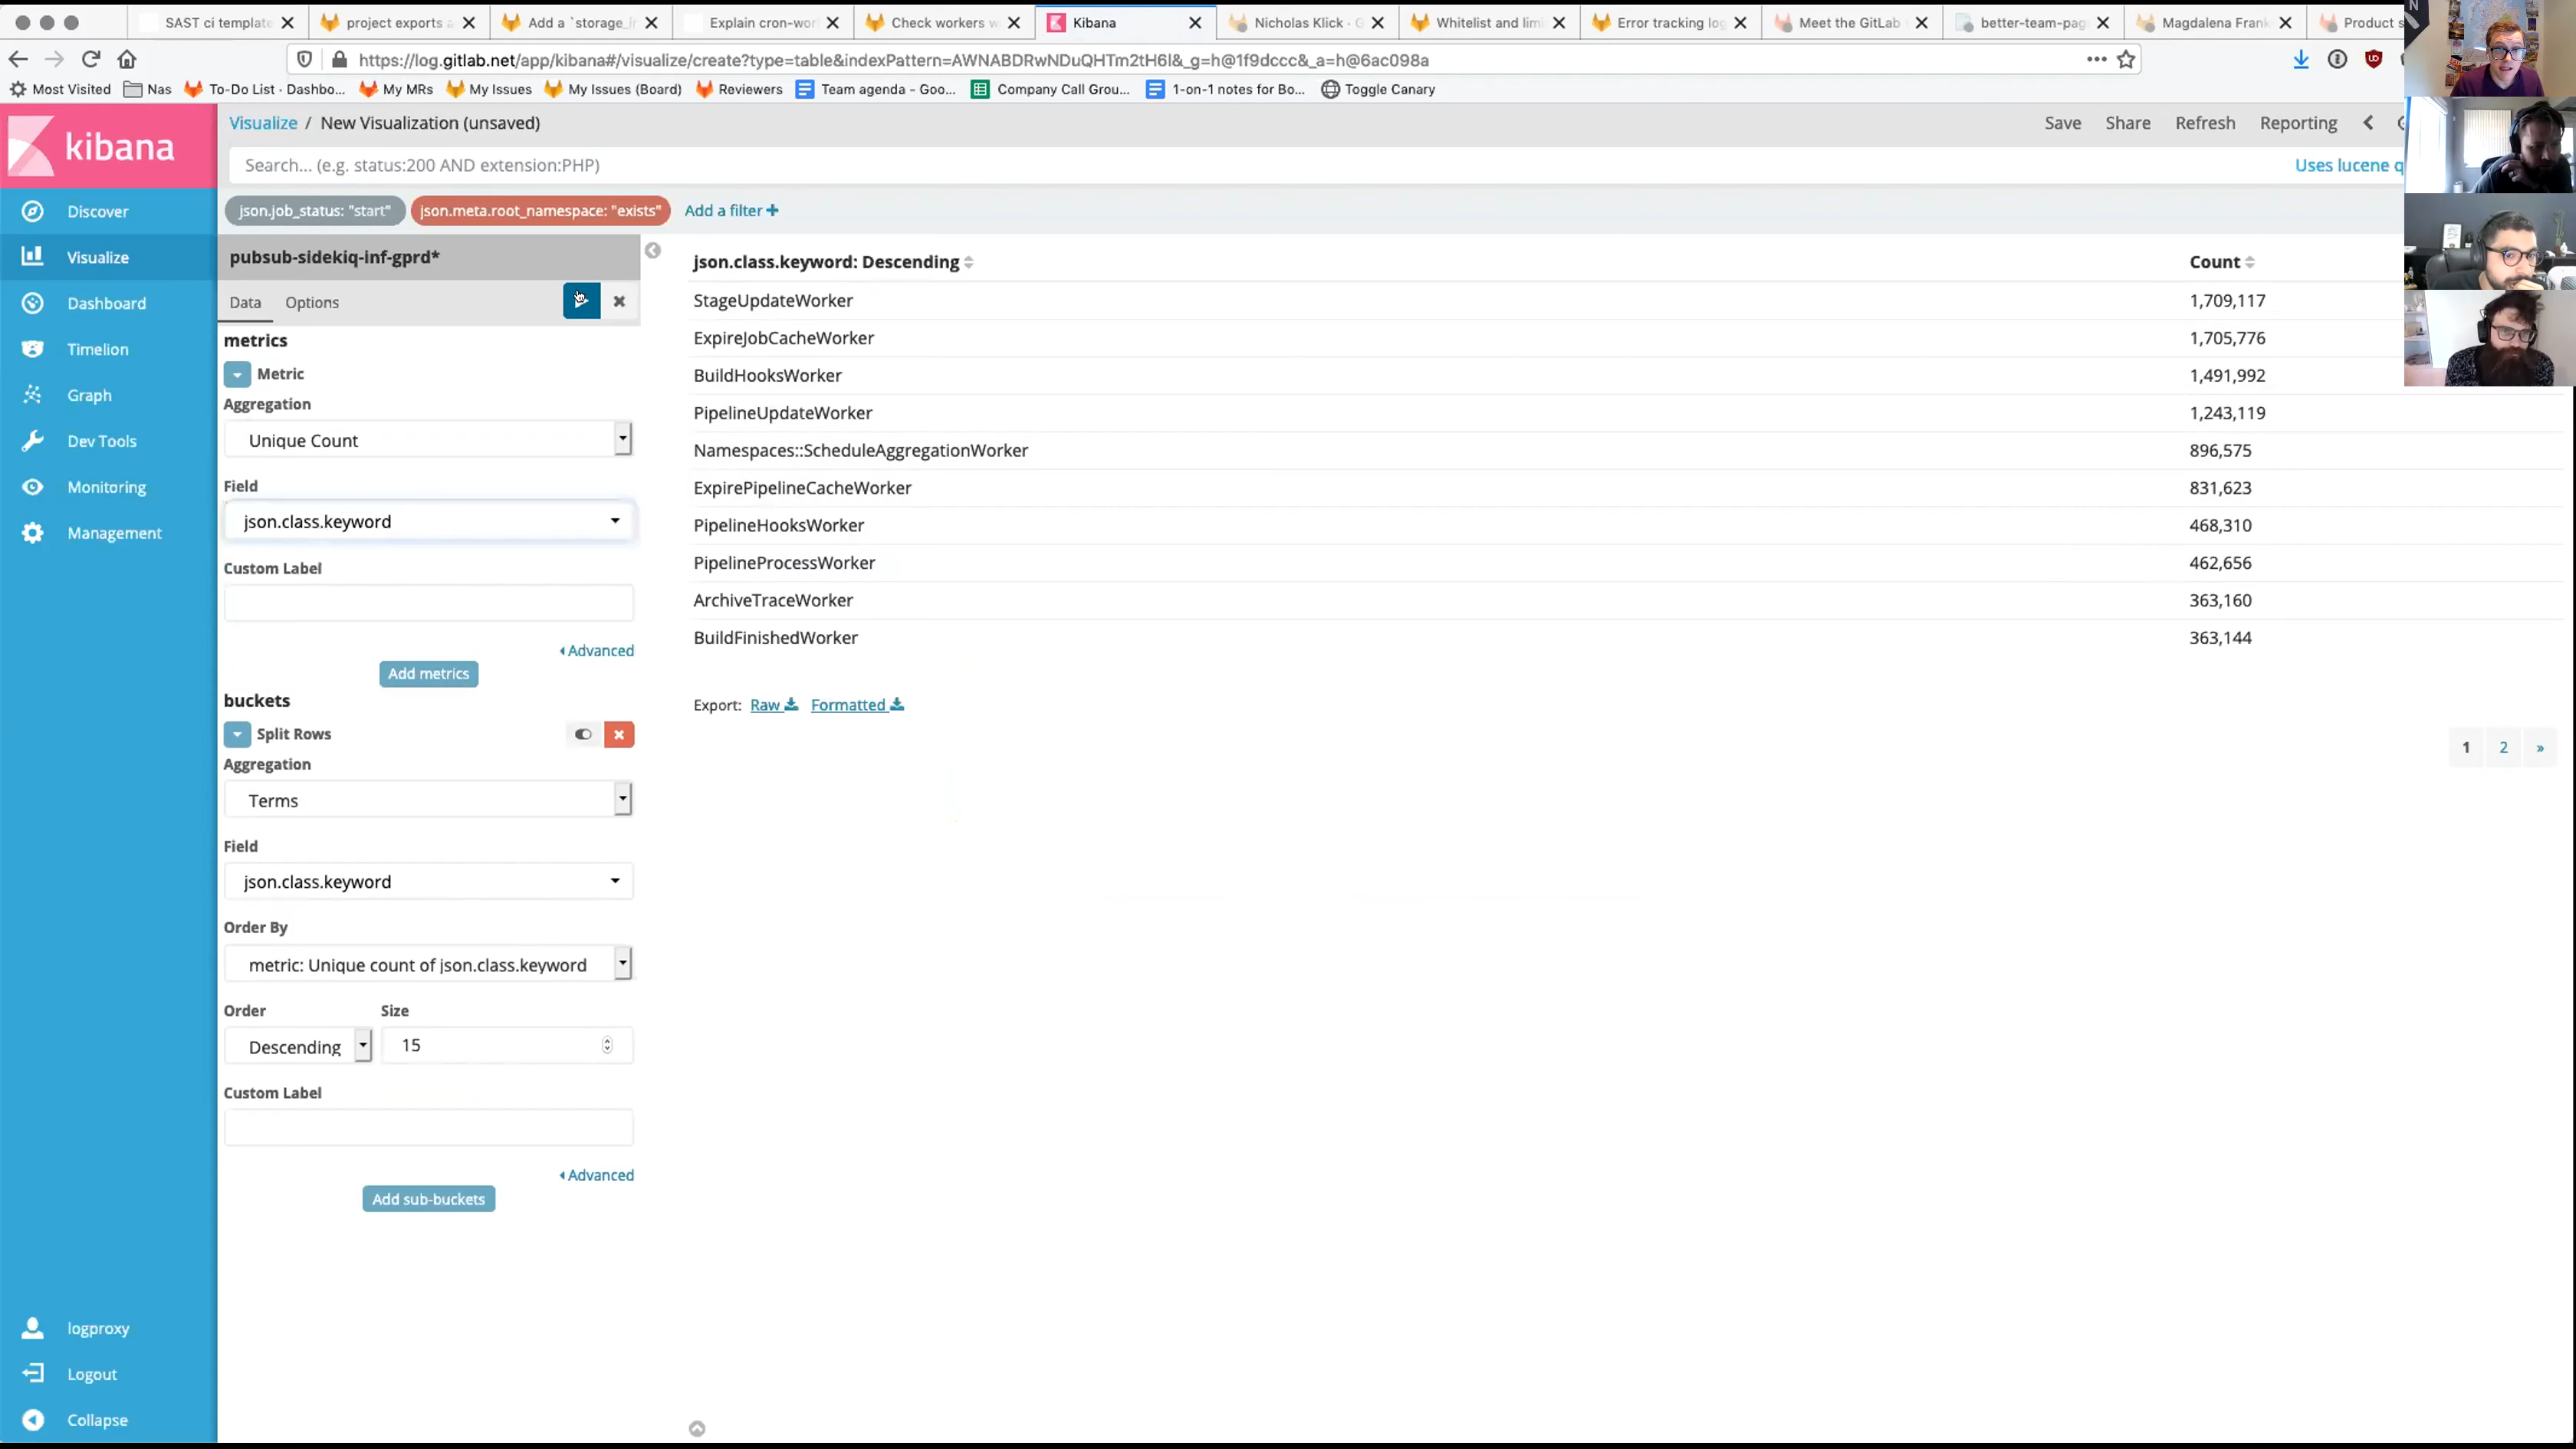 SAST ci template
project exports a
Add a `storage_ir
Explain cron-wor
Check workers w
Kibana
Nicholas Klick · G
Whitelist and limi
Error tracking log
Meet the GitLab
better-team-pag
Magdalena Frank
Product s
https://log.gitlab.net/app/kibana#/visualize/create?type=table&indexPattern=AWNABDRwNDuQHTm2tH6l&_g=h@1f9dccc&_a=h@6ac098a
Most Visited
Nas
To-Do List · Dashbo...
My MRs
My Issues
My Issues (Board)
Reviewers
Team agenda - Goo...
Company Call Grou...
1-on-1 notes for Bo...
Toggle Canary
kibana
Discover
Visualize
Dashboard
Timelion
Graph
Dev Tools
Monitoring
Management
logproxy
Logout
Collapse
Visualize / New Visualization (unsaved)
Save Share Refresh Reporting
Search... (e.g. status:200 AND extension:PHP)
Uses lucene q
json.job_status: "start"
json.meta.root_namespace: "exists"
Add a filter +
pubsub-sidekiq-inf-gprd*
Data Options
metrics
Metric
Aggregation
Unique Count
Field
json.class.keyword
Custom Label
Advanced
Add metrics
buckets
Split Rows
Aggregation
Terms
Field
json.class.keyword
Order By
metric: Unique count of json.class.keyword
Order Size
Descending 15
Custom Label
Advanced
Add sub-buckets
json.class.keyword: Descending Count
StageUpdateWorker 1,709,117
ExpireJobCacheWorker 1,705,776
BuildHooksWorker 1,491,992
PipelineUpdateWorker 1,243,119
Namespaces::ScheduleAggregationWorker 896,575
ExpirePipelineCacheWorker 831,623
PipelineHooksWorker 468,310
PipelineProcessWorker 462,656
ArchiveTraceWorker 363,160
BuildFinishedWorker 363,144
Export: Raw Formatted
1 2 »